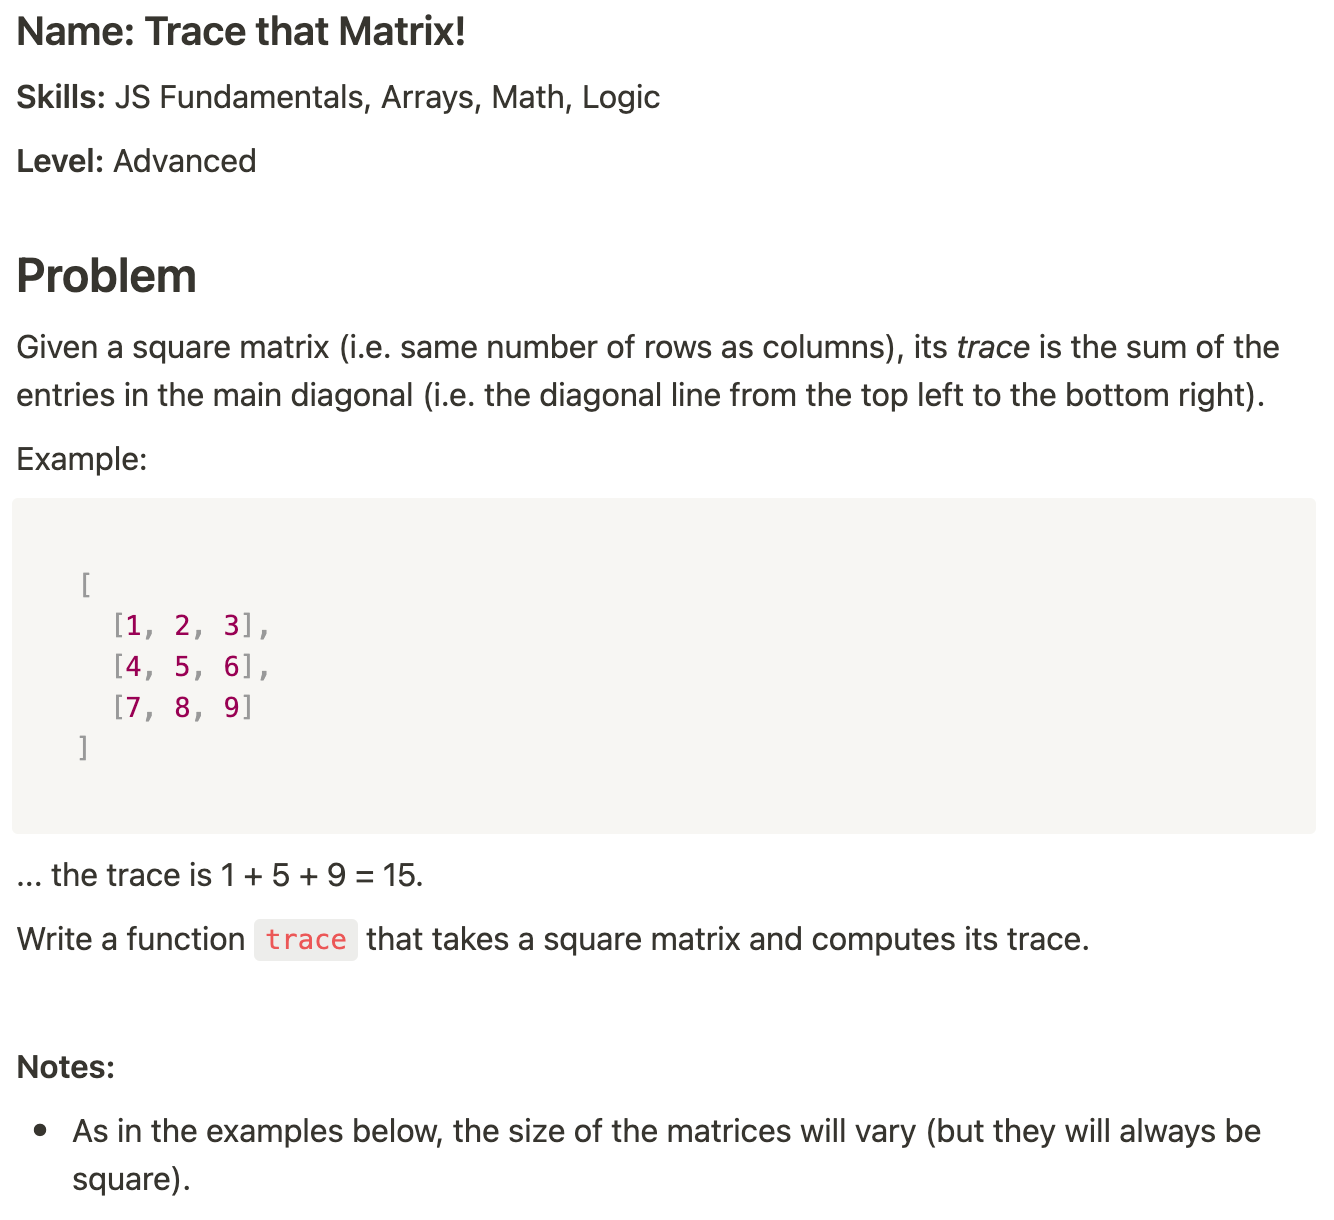 Name: Trace that Matrix!
Skills: JS Fundamentals, Arrays, Math, Logic
Level: Advanced
Problem
Given a square matrix (i.e. same number of rows as columns), its trace is the sum of the
entries in the main diagonal (i.e. the diagonal line from the top left to the bottom right).
Example:
[
[1, 2, 3],
[4, 5, 6],
[7, 8, 9]
]
... the trace is 1 + 5 + 9 = 15.
Write a function trace that takes a square matrix and computes its trace.
Notes:
• As in the examples below, the size of the matrices will vary (but they will always be
square).